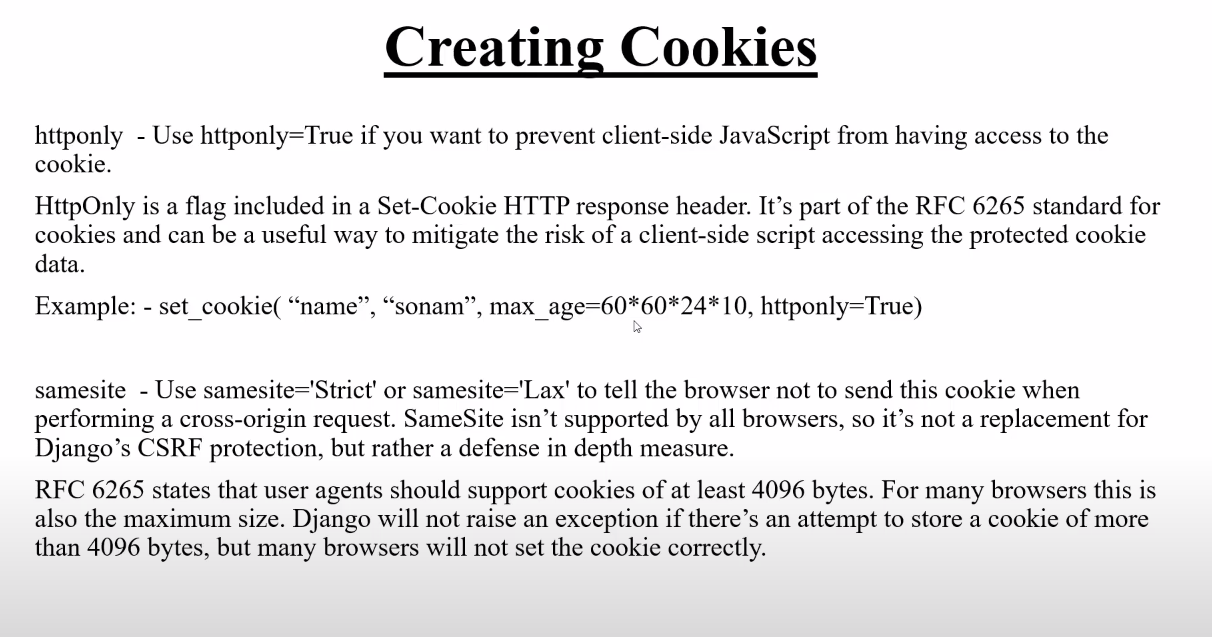 Creating Cookies
httponly  - Use httponly=True if you want to prevent client-side JavaScript from having access to the
cookie.
HttpOnly is a flag included in a Set-Cookie HTTP response header. It’s part of the RFC 6265 standard for
cookies and can be a useful way to mitigate the risk of a client-side script accessing the protected cookie
data.
Example: - set_cookie( “name”, “sonam”, max_age=60*60*24*10, httponly=True)
samesite  - Use samesite='Strict' or samesite='Lax' to tell the browser not to send this cookie when
performing a cross-origin request. SameSite isn’t supported by all browsers, so it’s not a replacement for
Django’s CSRF protection, but rather a defense in depth measure.
RFC 6265 states that user agents should support cookies of at least 4096 bytes. For many browsers this is
also the maximum size. Django will not raise an exception if there’s an attempt to store a cookie of more
than 4096 bytes, but many browsers will not set the cookie correctly.